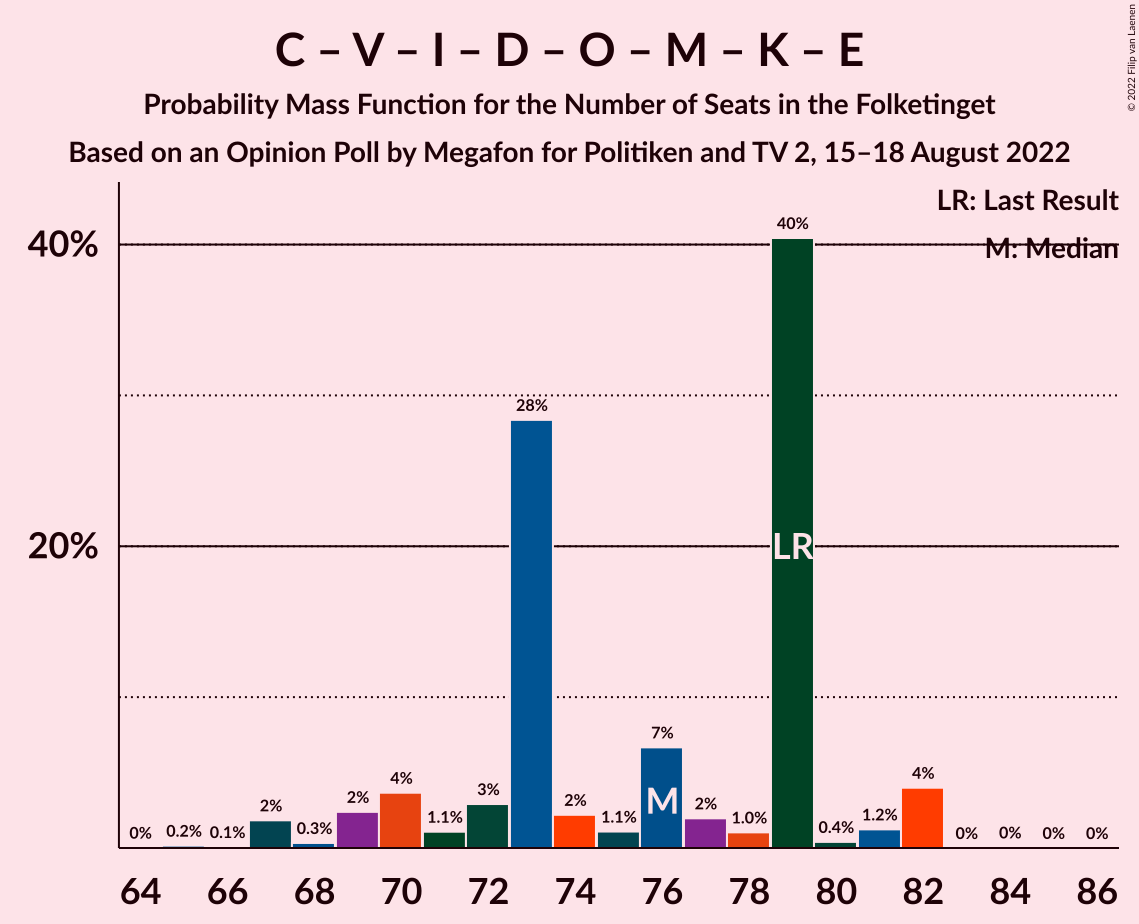 C – V – I – D – O – M – K – E
Probability Mass Function for the Number of Seats in the Folketinget
Based on an Opinion Poll by Megafon for Politiken and TV 2, 15–18 August 2022
© 2022 Filip van Laenen
LR: Last Result
M: Median
40%
20%
0%
0.2%
0.1%
2%
0.3%
2%
4%
1.1%
3%
28%
2%
1.1%
7%
2%
1.0%
40%
0.4%
1.2%
4%
0%
0%
0%
0%
LR
M
64 66 68 70 72 74 76 78 80 82 84 86